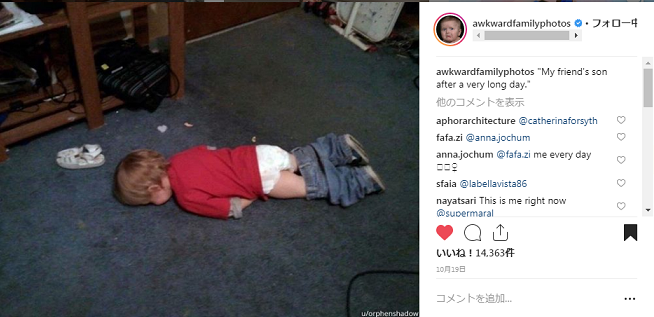 awkwardfamilyphotos • フォロー中
awkwardfamilyphotos "My friend's son
after a very long day."
他のコメントを表示
aphorarchitecture @catherinaforsyth
fafa.zi @anna.jochum
anna.jochum @fafa.zi me every day
sfaia @labellavista86
nayatsari This is me right now
@supermaral
いいね！14,363件
10月19日
コメントを追加...
u/orphenshadow